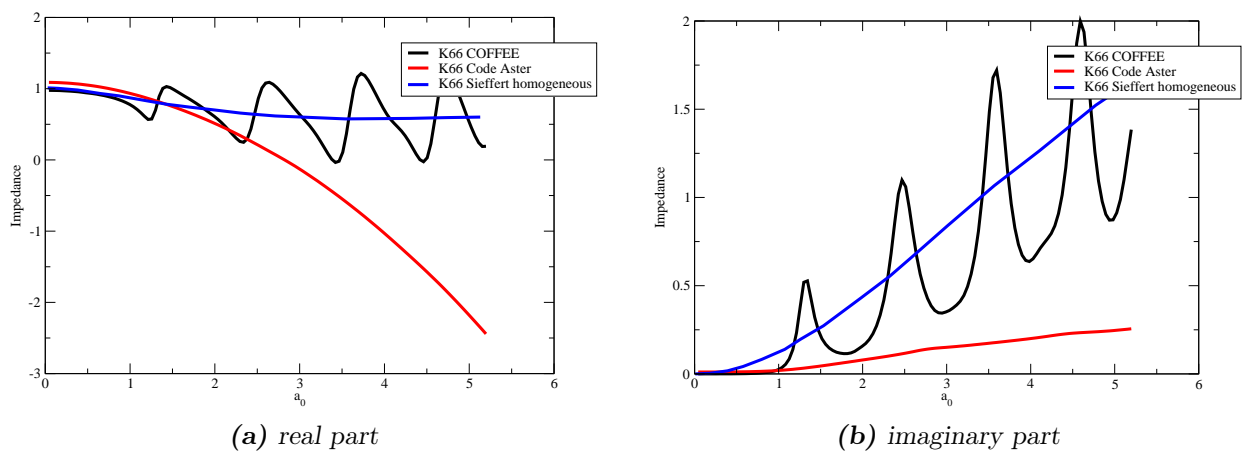 2
1
0
-1
-2
-3
Impedance
K66 COFFEE
K66 Code Aster
K66 Sieffert homogeneous
0 1 2 3 4 5 6
a0
(a) real part
2
1.5
1
0.5
0
Impedance
K66 COFFEE
K66 Code Aster
K66 Sieffert homogeneous
0 1 2 3 4 5 6
a0
(b) imaginary part